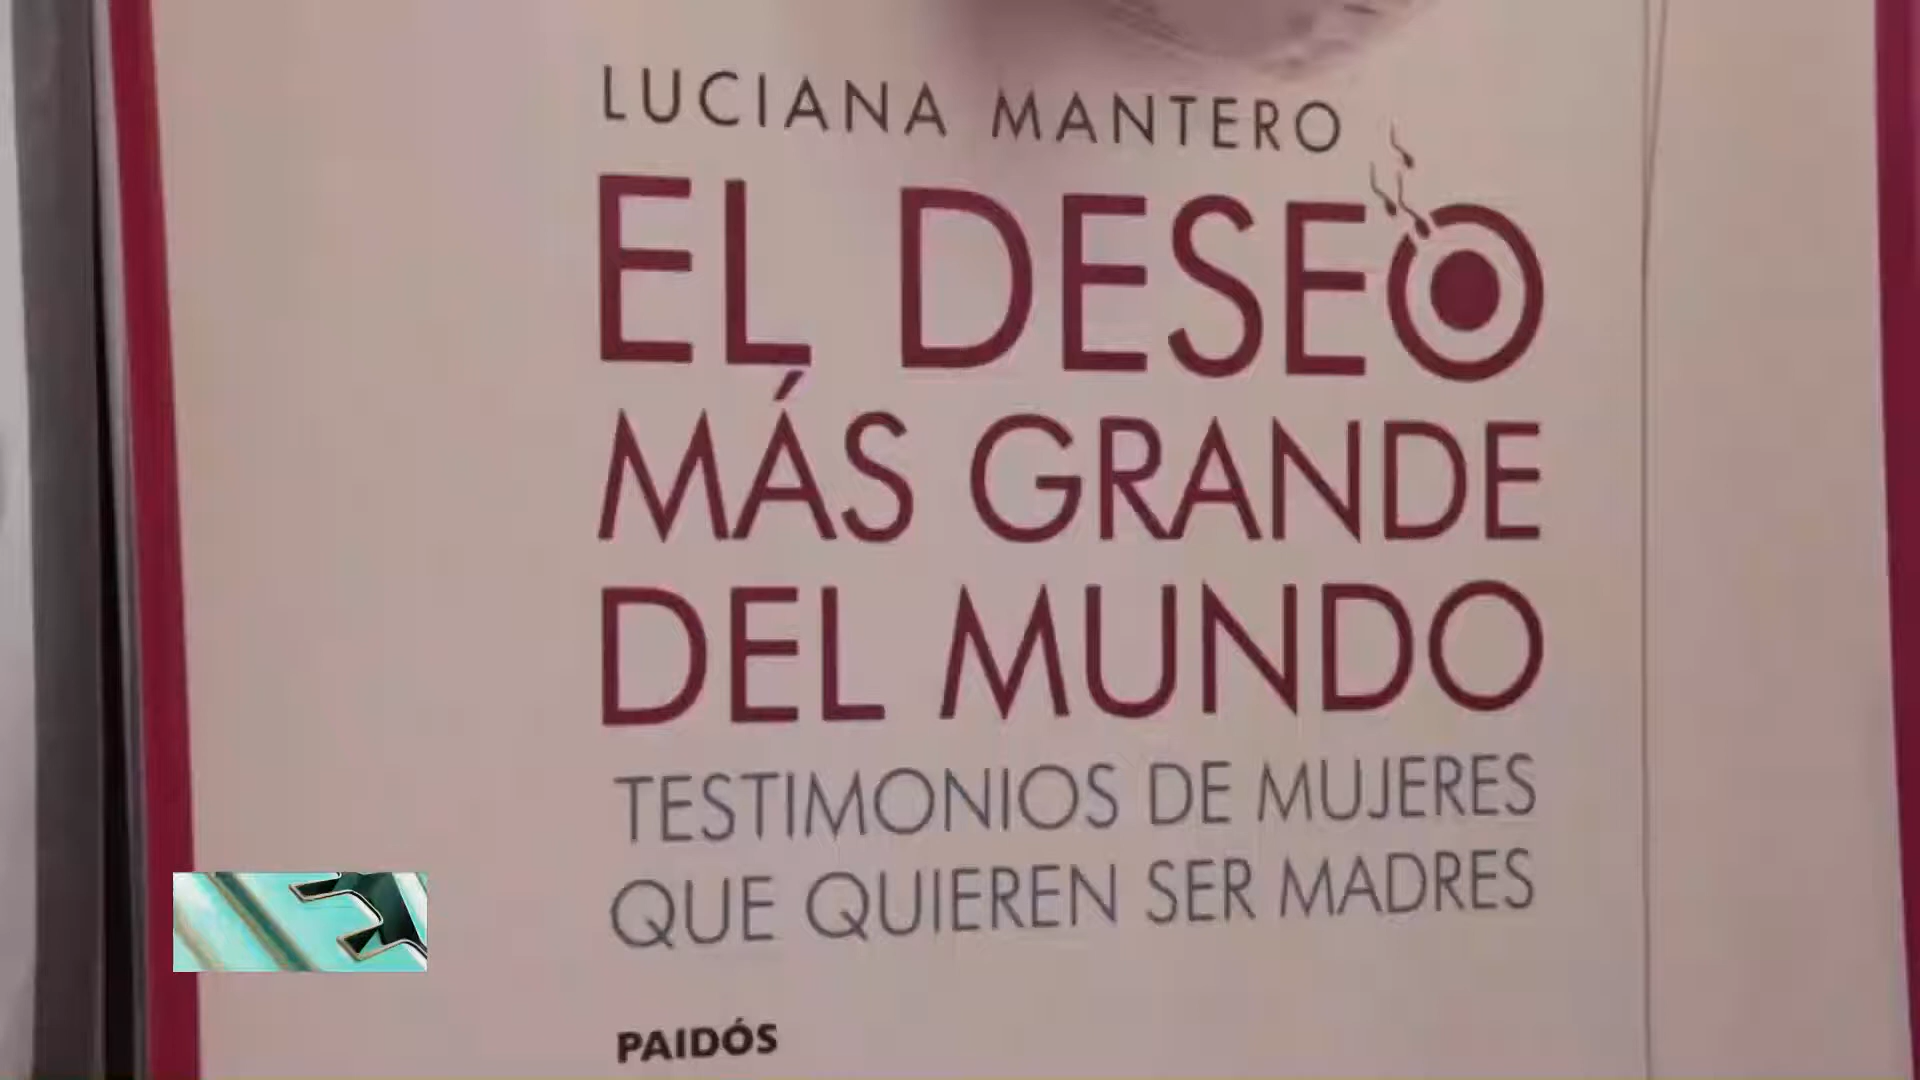 LUCIANA MANTERO
EL DESEO
MÁS GRANDE
DEL MUNDO
TESTIMONIOS DE MUJERES
QUE QUIEREN SER MADRES
PAIDÓS